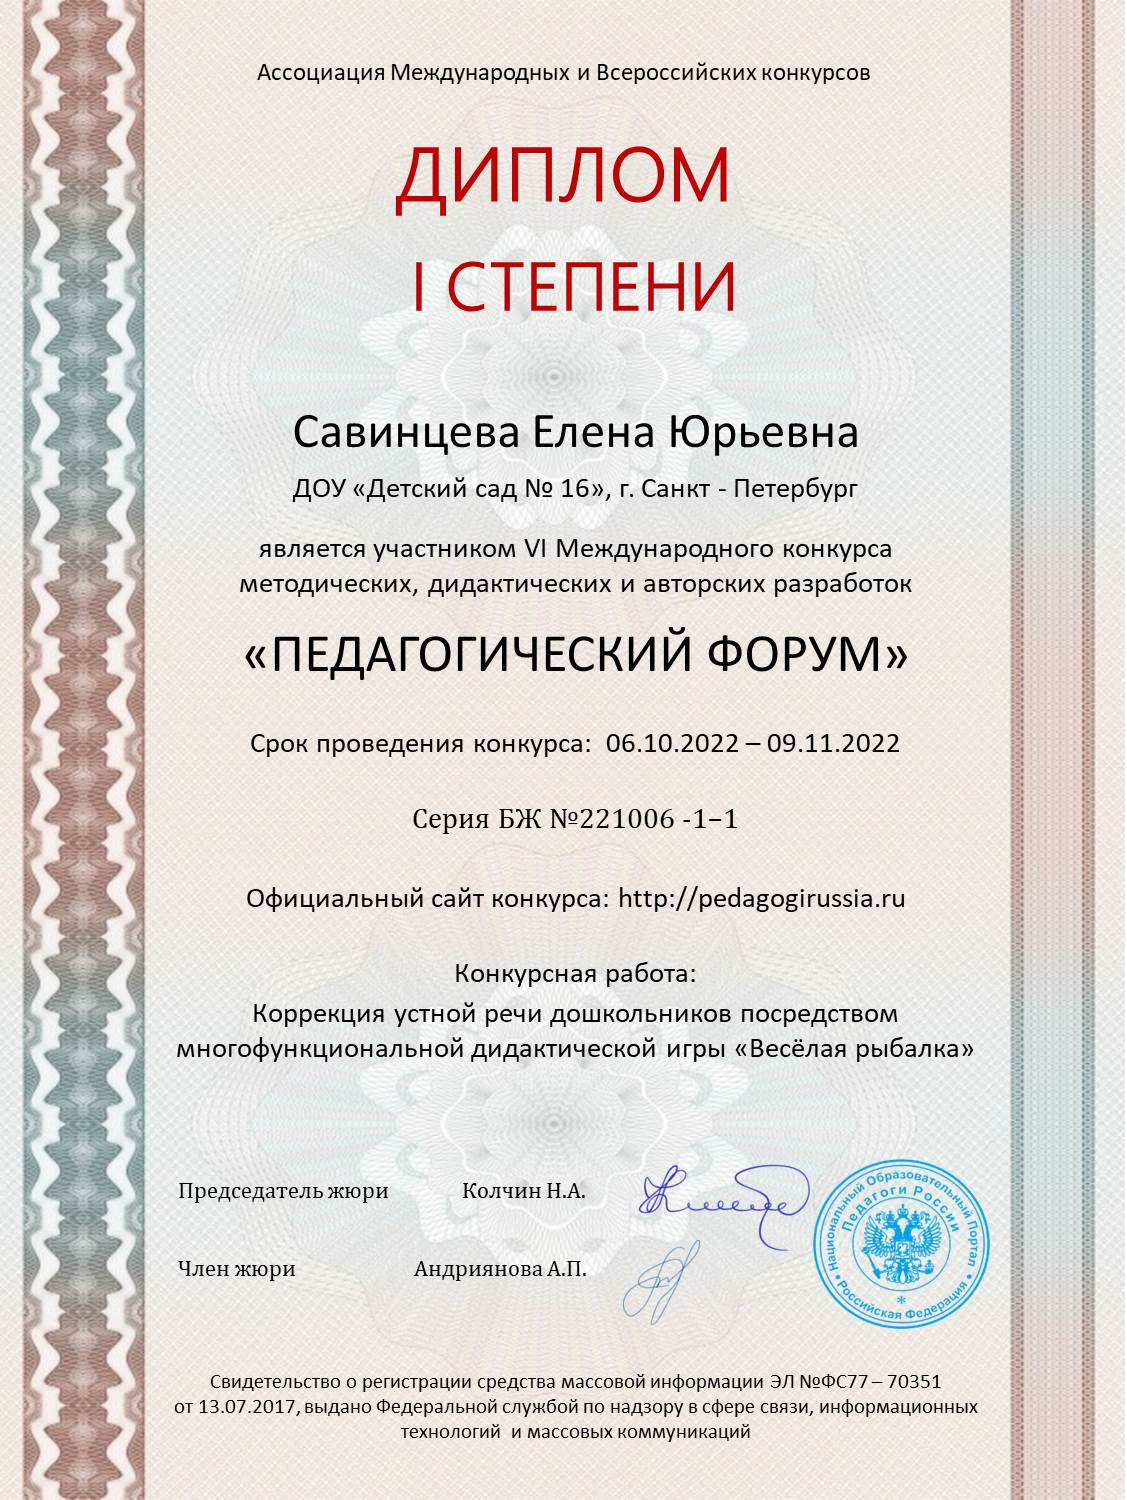 Ассоциация Международных и Всероссийских конкурсов
ДИПЛОМ
I СТЕПЕНИ
Савинцева Елена Юрьевна
ДОУ «Детский сад № 16», г. Санкт - Петербург
является участником VI Международного конкурса
методических, дидактических и авторских разработок
«ПЕДАГОГИЧЕСКИЙ ФОРУМ»
Срок проведения конкурса: 06.10.2022 – 09.11.2022
Серия БЖ №221006 -1–1
Официальный сайт конкурса: http://pedagogirussia.ru
Конкурсная работа:
Коррекция устной речи дошкольников посредством
многофункциональной дидактической игры «Весёлая рыбалка»
Председатель жюри Колчин Н.А.
Член жюри Андриянова А.П.
Национальный Образовательный Портал
Педагоги России
• Российская Федерация •
*
Свидетельство о регистрации средства массовой информации ЭЛ №ФС77 – 70351
от 13.07.2017, выдано Федеральной службой по надзору в сфере связи, информационных
технологий и массовых коммуникаций